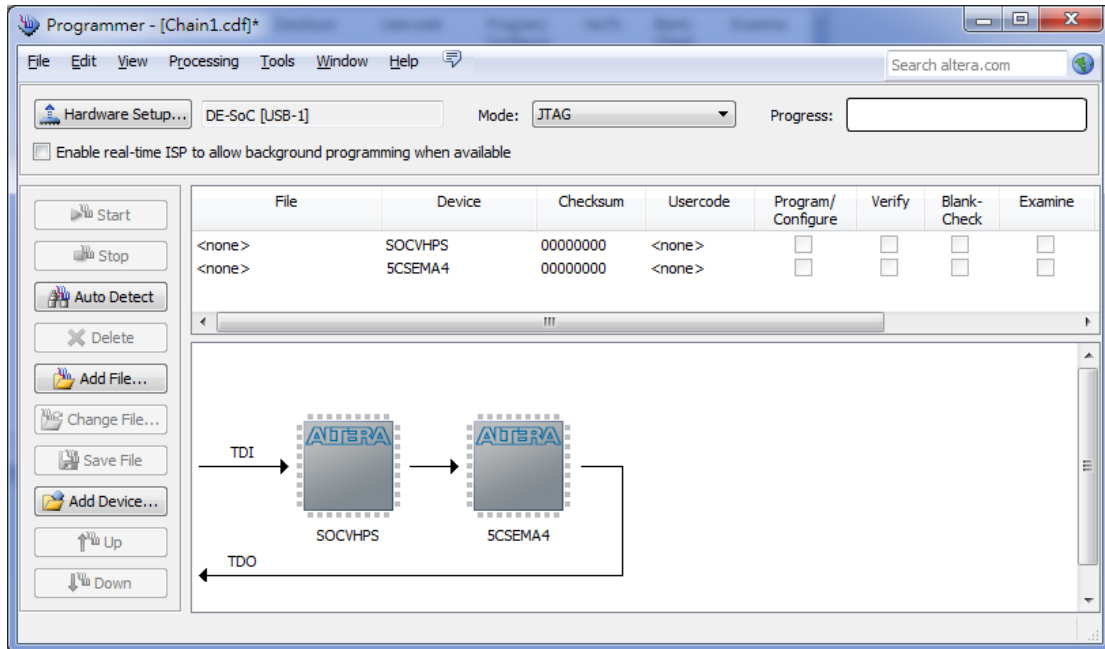 Programmer - [Chain1.cdf]*
File Edit View Processing Tools Window Help
Search altera.com
Hardware Setup... DE-SoC [USB-1] Mode: JTAG Progress:
Enable real-time ISP to allow background programming when available
Start
Stop
Auto Detect
Delete
Add File...
Change File...
Save File
Add Device...
Up
Down
File Device Checksum Usercode Program/ Configure Verify Blank- Check Examine
<none> SOCVHPS 00000000 <none>
<none> 5CSEMA4 00000000 <none>
TDI
ALTERA
ALTERA
SOCVHPS
5CSEMA4
TDO